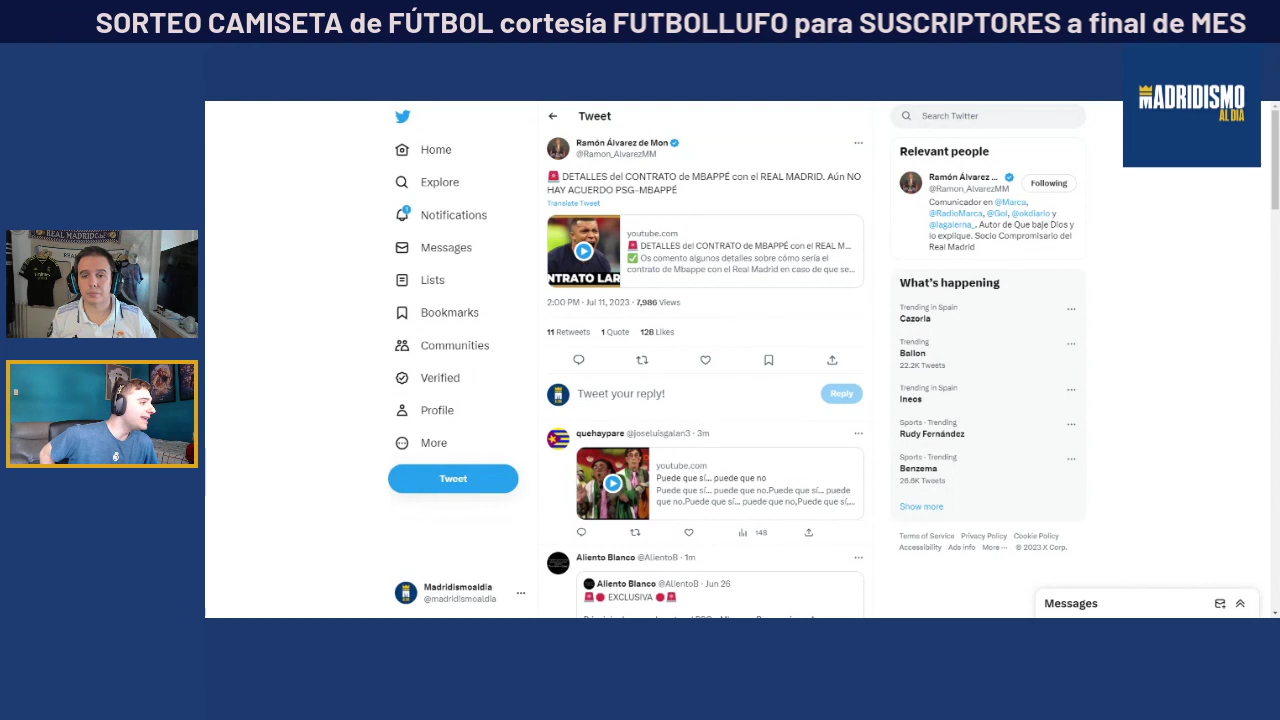 SORTEO CAMISETA de FÚTBOL cortesía FUTBOLLUFO para SUSCRIPTORES a final de MES
MADRIDISMO
AL DIA
REAL MADRID
Home
Explore
1
Notifications
Messages
Lists
Bookmarks
Communities
Verified
Profile
More
Tweet
Madridismoaldia
@madridismoaldia
Tweet
Ramón Álvarez de Mon
@Ramon_AlvarezMM
🚨 DETALLES del CONTRATO de MBAPPÉ con el REAL MADRID. Aún NO
HAY ACUERDO PSG-MBAPPÉ
Translate Tweet
NTRATO LAR
youtube.com
🚨 DETALLES del CONTRATO de MBAPPÉ con el REAL M...
✅ Os comento algunos detalles sobre cómo sería el
contrato de Mbappe con el Real Madrid en caso de que se...
2:00 PM · Jul 11, 2023 · 7,986 Views
11 Retweets 1 Quote 128 Likes
Tweet your reply!
Reply
quehaypare @joseluisgalan3 · 3m
youtube.com
Puede que sí... puede que no
Puede que sí... puede que no.Puede que sí... puede
que no.Puede que sí... puede que no,Puede que sí,...
143
Aliento Blanco @AlientoB · 1m
Aliento Blanco @AlientoB · Jun 26
🚨🔴 EXCLUSIVA 🔴🚨
Search Twitter
Relevant people
Ramón Álvarez ...
@Ramon_AlvarezMM
Following
Comunicador en @Marca,
@RadioMarca, @Gol, @okdiario y
@lagalerna_. Autor de Que baje Dios y
lo explique. Socio Compromisario del
Real Madrid
What's happening
Trending in Spain
Cazorla
Trending
Ballon
22.2K Tweets
Trending in Spain
Ineos
Sports · Trending
Rudy Fernández
Sports · Trending
Benzema
26.6K Tweets
Show more
Terms of Service Privacy Policy Cookie Policy
Accessibility Ads info More ··· © 2023 X Corp.
Messages